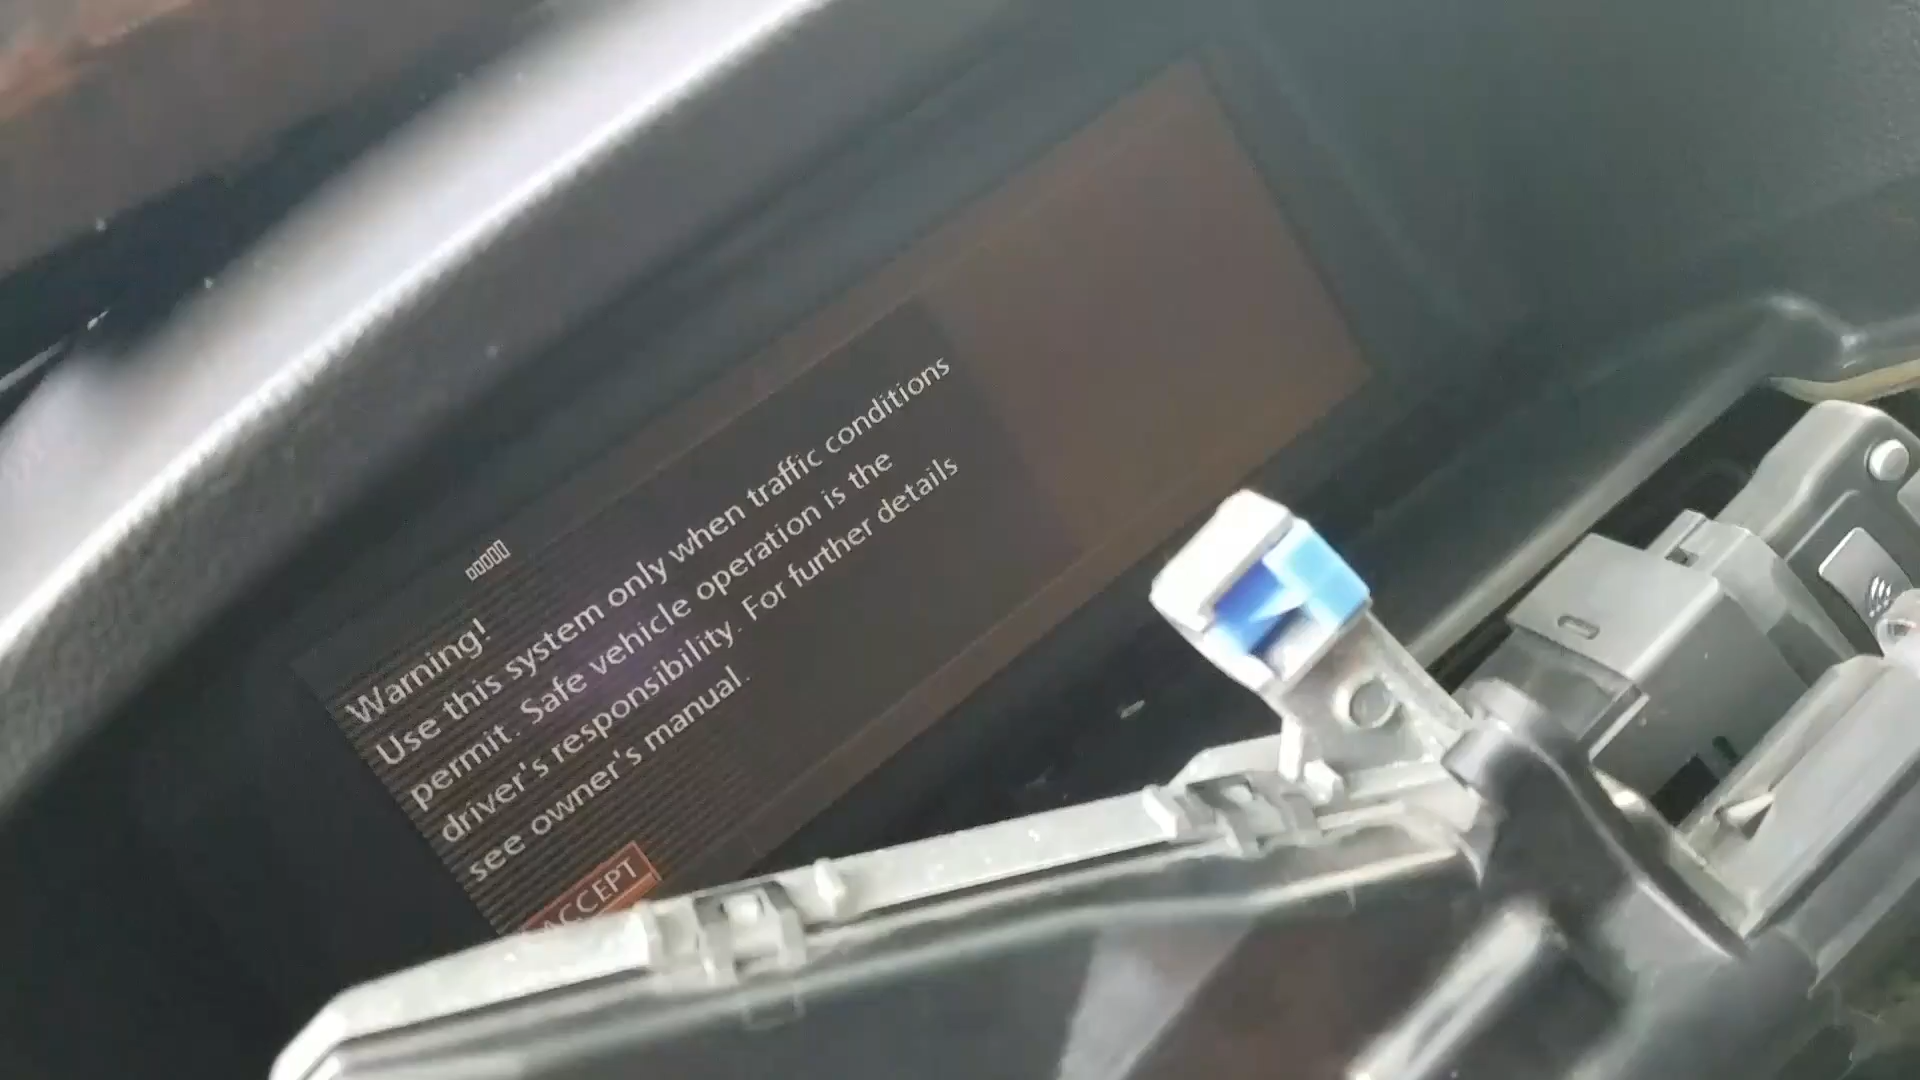 Warning!
Use this system only when traffic conditions
permit. Safe vehicle operation is the
driver's responsibility. For further details
see owner's manual.
ACCEPT